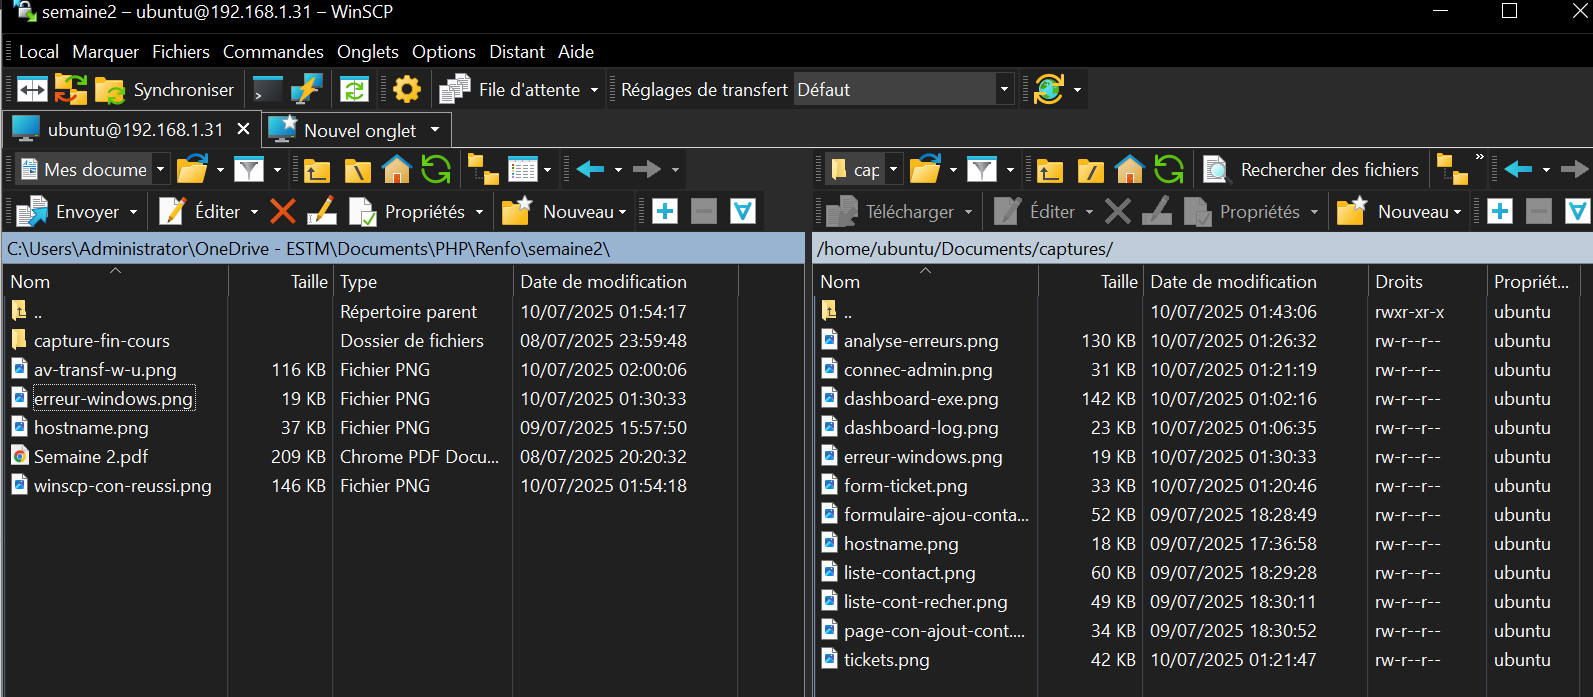 semaine2 – ubuntu@192.168.1.31 – WinSCP
Local Marquer Fichiers Commandes Onglets Options Distant Aide
Synchroniser File d'attente Réglages de transfert Défaut
ubuntu@192.168.1.31 Nouvel onglet
Mes docume cap Rechercher des fichiers »
Envoyer Éditer Propriétés Nouveau Télécharger Éditer Propriétés Nouveau
C:\Users\Administrator\OneDrive - ESTM\Documents\PHP\Renfo\semaine2\
Nom Taille Type Date de modification
.. Répertoire parent 10/07/2025 01:54:17
capture-fin-cours Dossier de fichiers 08/07/2025 23:59:48
av-transf-w-u.png 116 KB Fichier PNG 10/07/2025 02:00:06
erreur-windows.png 19 KB Fichier PNG 10/07/2025 01:30:33
hostname.png 37 KB Fichier PNG 09/07/2025 15:57:50
Semaine 2.pdf 209 KB Chrome PDF Docu... 08/07/2025 20:20:32
winscp-con-reussi.png 146 KB Fichier PNG 10/07/2025 01:54:18
/home/ubuntu/Documents/captures/
Nom Taille Date de modification Droits Propriét...
.. 10/07/2025 01:43:06 rwxr-xr-x ubuntu
analyse-erreurs.png 130 KB 10/07/2025 01:26:32 rw-r--r-- ubuntu
connec-admin.png 31 KB 10/07/2025 01:21:19 rw-r--r-- ubuntu
dashboard-exe.png 142 KB 10/07/2025 01:02:16 rw-r--r-- ubuntu
dashboard-log.png 23 KB 10/07/2025 01:06:35 rw-r--r-- ubuntu
erreur-windows.png 19 KB 10/07/2025 01:30:33 rw-r--r-- ubuntu
form-ticket.png 33 KB 10/07/2025 01:20:46 rw-r--r-- ubuntu
formulaire-ajou-conta... 52 KB 09/07/2025 18:28:49 rw-r--r-- ubuntu
hostname.png 18 KB 09/07/2025 17:36:58 rw-r--r-- ubuntu
liste-contact.png 60 KB 09/07/2025 18:29:28 rw-r--r-- ubuntu
liste-cont-recher.png 49 KB 09/07/2025 18:30:11 rw-r--r-- ubuntu
page-con-ajout-cont.... 34 KB 09/07/2025 18:30:52 rw-r--r-- ubuntu
tickets.png 42 KB 10/07/2025 01:21:47 rw-r--r-- ubuntu